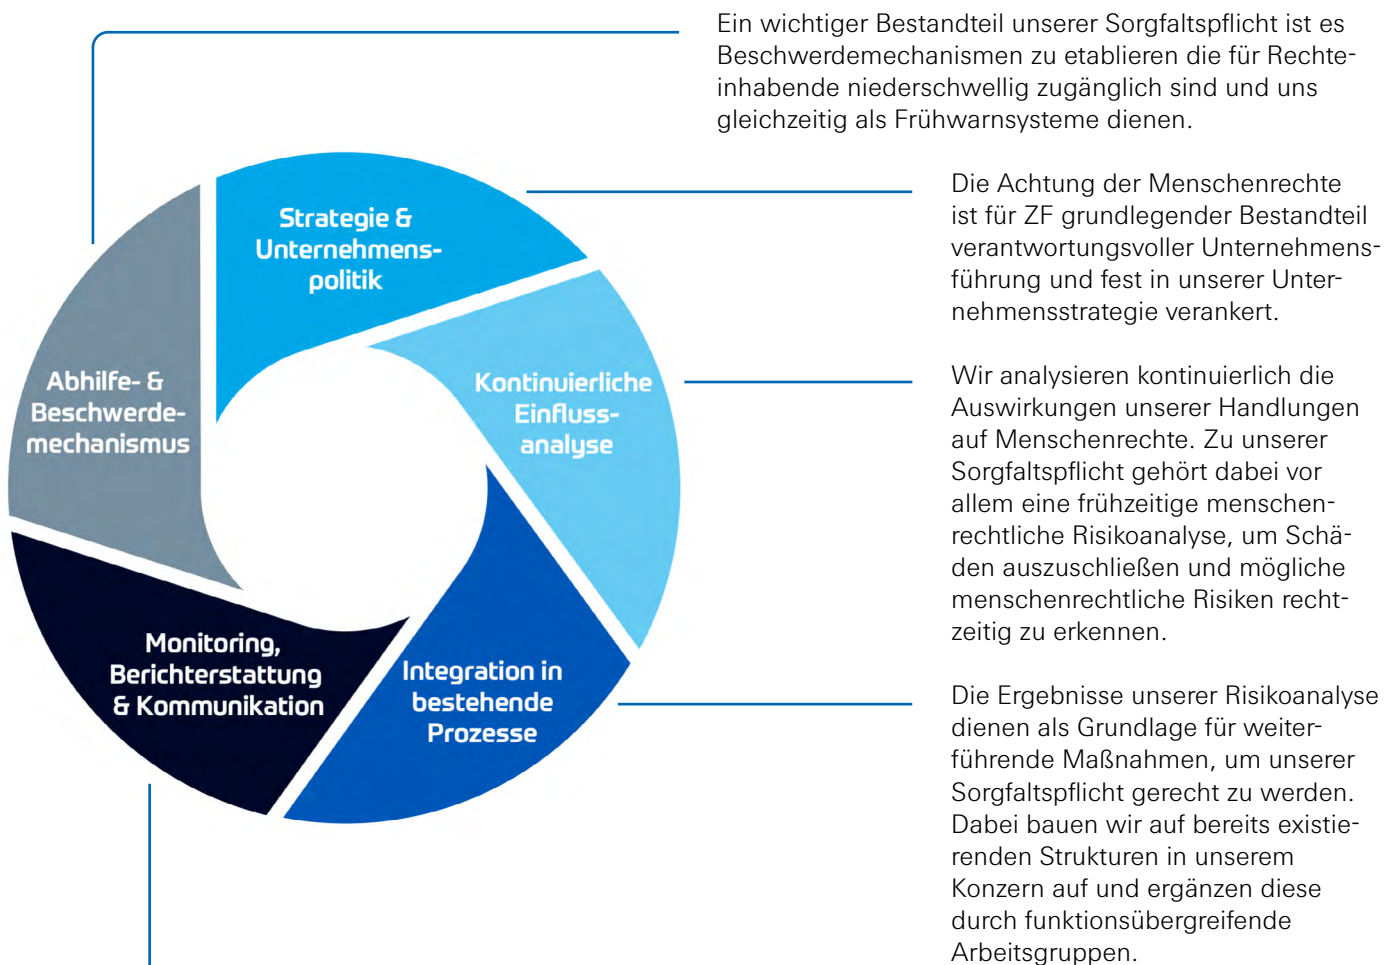 Ein wichtiger Bestandteil unserer Sorgfaltspflicht ist es
Beschwerdemechanismen zu etablieren die für Rechte-
inhabende niederschwellig zugänglich sind und uns
gleichzeitig als Frühwarnsysteme dienen.
Strategie &
Unternehmens-
politik
Die Achtung der Menschenrechte
ist für ZF grundlegender Bestandteil
verantwortungsvoller Unternehmens-
führung und fest in unserer Unter-
nehmensstrategie verankert.
Abhilfe- &
Beschwerde-
mechanismus
Kontinuierliche
Einfluss-
analyse
Wir analysieren kontinuierlich die
Auswirkungen unserer Handlungen
auf Menschenrechte. Zu unserer
Sorgfaltspflicht gehört dabei vor
allem eine frühzeitige menschen-
rechtliche Risikoanalyse, um Schä-
den auszuschließen und mögliche
menschenrechtliche Risiken recht-
zeitig zu erkennen.
Monitoring,
Berichterstattung
& Kommunikation
Integration in
bestehende
Prozesse
Die Ergebnisse unserer Risikoanalyse
dienen als Grundlage für weiter-
führende Maßnahmen, um unserer
Sorgfaltspflicht gerecht zu werden.
Dabei bauen wir auf bereits existie-
renden Strukturen in unserem
Konzern auf und ergänzen diese
durch funktionsübergreifende
Arbeitsgruppen.